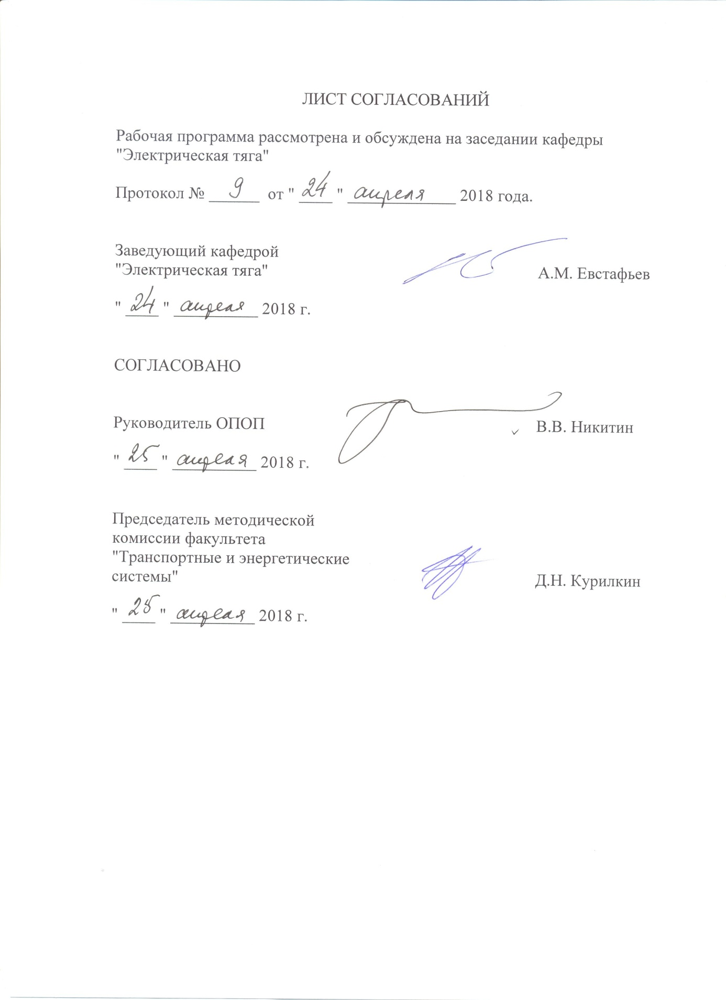 ЛИСТ СОГЛАСОВАНИЙ
Рабочая программа рассмотрена и обсуждена на заседании кафедры
"Электрическая тяга"
Протокол № 9 от "24" апреля 2018 года.
Заведующий кафедрой
"Электрическая тяга" А.М. Евстафьев
"24" апреля 2018 г.
СОГЛАСОВАНО
Руководитель ОПОП В.В. Никитин
"25" апреля 2018 г.
Председатель методической
комиссии факультета
"Транспортные и энергетические
системы" Д.Н. Курилкин
"25" апреля 2018 г.